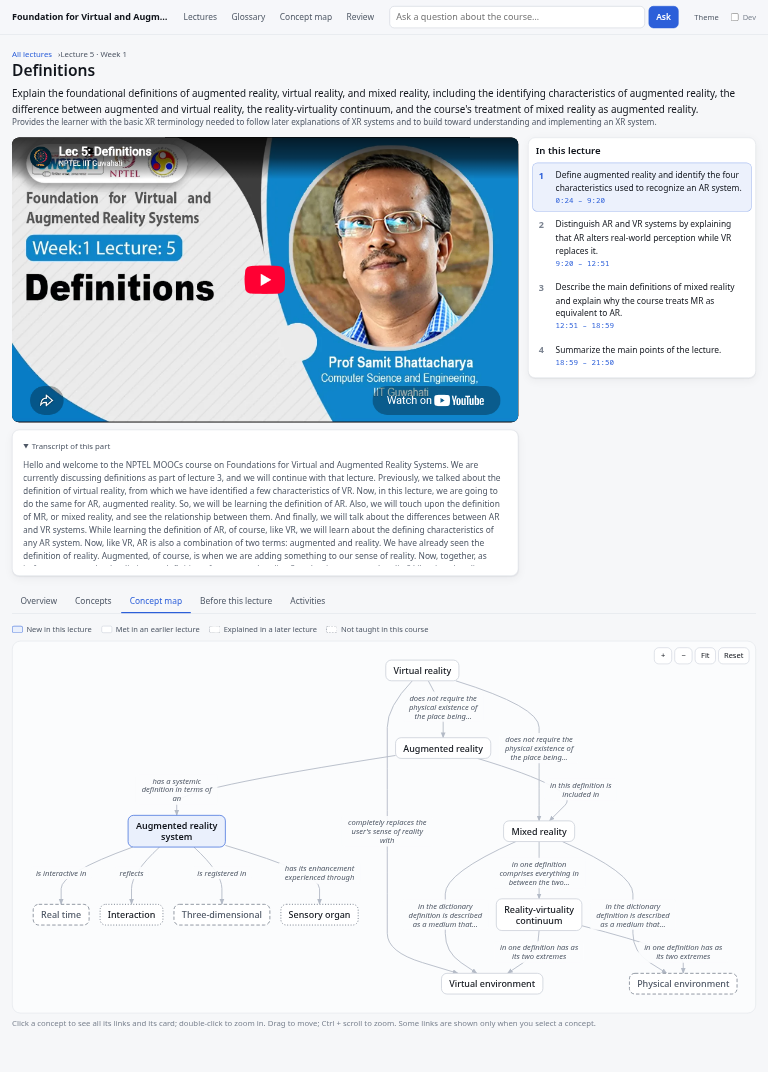 Foundation for Virtual and Augm...
Lectures
Glossary
Concept map
Review
Ask a question about the course...
Ask
Theme
Dev
All lectures ›Lecture 5 · Week 1
Definitions
Explain the foundational definitions of augmented reality, virtual reality, and mixed reality, including the identifying characteristics of augmented reality, the
difference between augmented and virtual reality, the reality-virtuality continuum, and the course's treatment of mixed reality as augmented reality.
Provides the learner with the basic XR terminology needed to follow later explanations of XR systems and to build toward understanding and implementing an XR system.
Lec 5: Definitions
NPTEL IIT Guwahati
NPTEL
Foundation for Virtual and
Augmented Reality Systems
Week:1 Lecture: 5
Definitions
Prof Samit Bhattacharya
Computer Science and Engineering,
IIT Guwahati
Watch on YouTube
In this lecture
1 Define augmented reality and identify the four
characteristics used to recognize an AR system.
0:24 – 9:20
2 Distinguish AR and VR systems by explaining
that AR alters real-world perception while VR
replaces it.
9:20 – 12:51
3 Describe the main definitions of mixed reality
and explain why the course treats MR as
equivalent to AR.
12:51 – 18:59
4 Summarize the main points of the lecture.
18:59 – 21:50
▼ Transcript of this part
Hello and welcome to the NPTEL MOOCs course on Foundations for Virtual and Augmented Reality Systems. We are
currently discussing definitions as part of lecture 3, and we will continue with that lecture. Previously, we talked about the
definition of virtual reality, from which we have identified a few characteristics of VR. Now, in this lecture, we are going to
do the same for AR, augmented reality. So, we will be learning the definition of AR. Also, we will touch upon the definition
of MR, or mixed reality, and see the relationship between them. And finally, we will talk about the differences between AR
and VR systems. While learning the definition of AR, of course, like VR, we will learn about the defining characteristics of
any AR system. Now, like VR, AR is also a combination of two terms: augmented and reality. We have already seen the
definition of reality. Augmented, of course, is when we are adding something to our sense of reality. Now, together, as
Overview
Concepts
Concept map
Before this lecture
Activities
New in this lecture
Met in an earlier lecture
Explained in a later lecture
Not taught in this course
+
−
Fit
Reset
Virtual reality
does not require the
physical existence of
the place being...
does not require the
physical existence of
the place being...
Augmented reality
has a systemic
definition in terms of
an
in this definition is
included in
Augmented reality
system
completely replaces the
user's sense of reality
with
Mixed reality
is interactive in
reflects
is registered in
has its enhancement
experienced through
in one definition
comprises everything in
between the two...
Real time
Interaction
Three-dimensional
Sensory organ
in the dictionary
definition is described
as a medium that...
Reality-virtuality
continuum
in the dictionary
definition is described
as a medium that...
in one definition has as
its two extremes
in one definition has as
its two extremes
Virtual environment
Physical environment
Click a concept to see all its links and its card; double-click to zoom in. Drag to move; Ctrl + scroll to zoom. Some links are shown only when you select a concept.